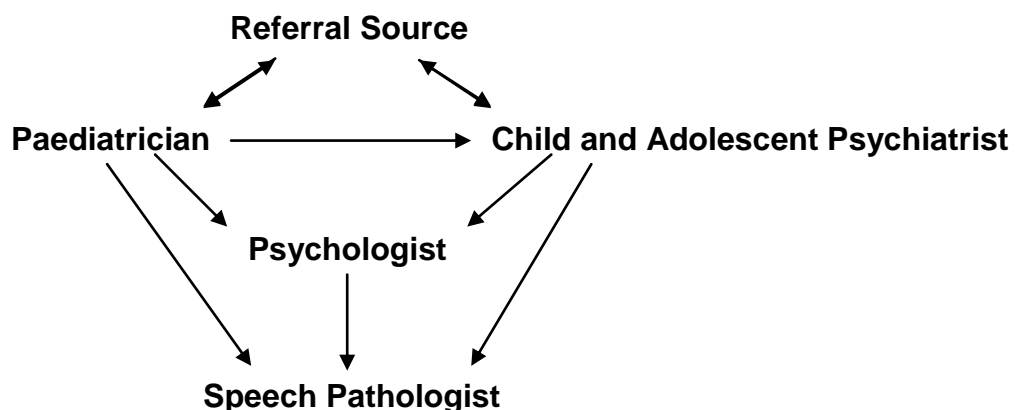 Referral Source
Paediatrician
Child and Adolescent Psychiatrist
Psychologist
Speech Pathologist